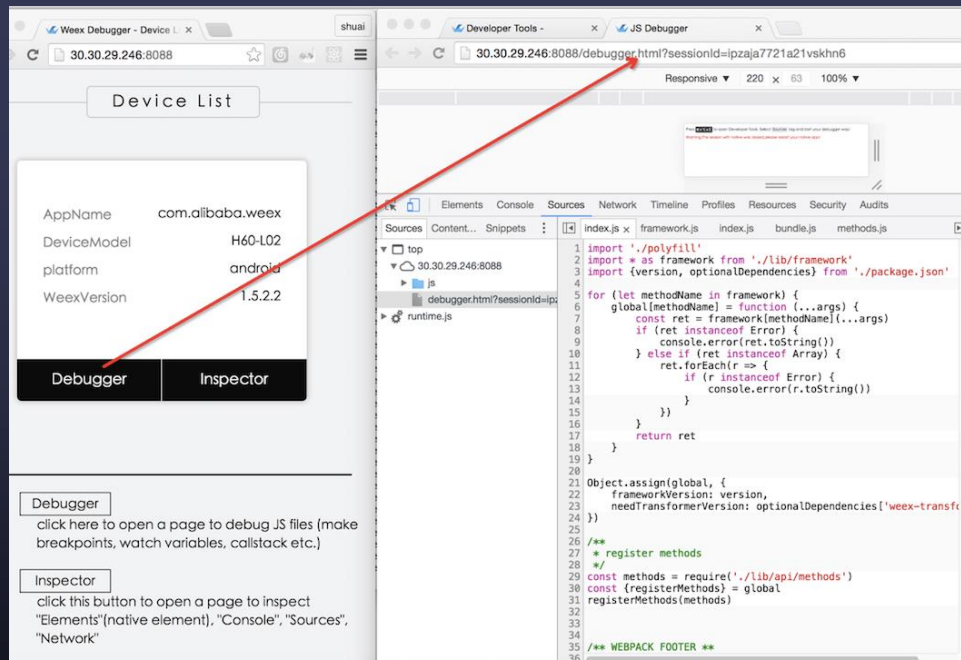 Weex Debugger - Device L
shuai
30.30.29.246:8088
Device List
AppName com.alibaba.weex
DeviceModel H60-L02
platform android
WeexVersion 1.5.2.2
Debugger Inspector
Debugger
click here to open a page to debug JS files (make
breakpoints, watch variables, callstack etc.)
Inspector
click this button to open a page to inspect
"Elements"(native element), "Console", "Sources",
"Network"
Developer Tools -
JS Debugger
30.30.29.246:8088/debugger.html?sessionId=ipzaja7721a21vskhn6
Responsive 220 x 63 100%
Elements Console Sources Network Timeline Profiles Resources Security Audits
Sources Content... Snippets
top
30.30.29.246:8088
js
debugger.html?sessionId=ipz
runtime.js
index.js framework.js index.js bundle.js methods.js
1 import './polyfill'
2 import * as framework from './lib/framework'
3 import {version, optionalDependencies} from './package.json'
4
5 for (let methodName in framework) {
6 global[methodName] = function (...args) {
7 const ret = framework[methodName](...args)
8 if (ret instanceof Error) {
9 console.error(ret.toString())
10 } else if (ret instanceof Array) {
11 ret.forEach(r => {
12 if (r instanceof Error) {
13 console.error(r.toString())
14 }
15 })
16 }
17 return ret
18 }
19 }
20
21 Object.assign(global, {
22 frameworkVersion: version,
23 needTransformerVersion: optionalDependencies['weex-transf
24 })
25
26 /**
27 * register methods
28 */
29 const methods = require('./lib/api/methods')
30 const {registerMethods} = global
31 registerMethods(methods)
32
33
34
35 /** WEBPACK FOOTER **
36